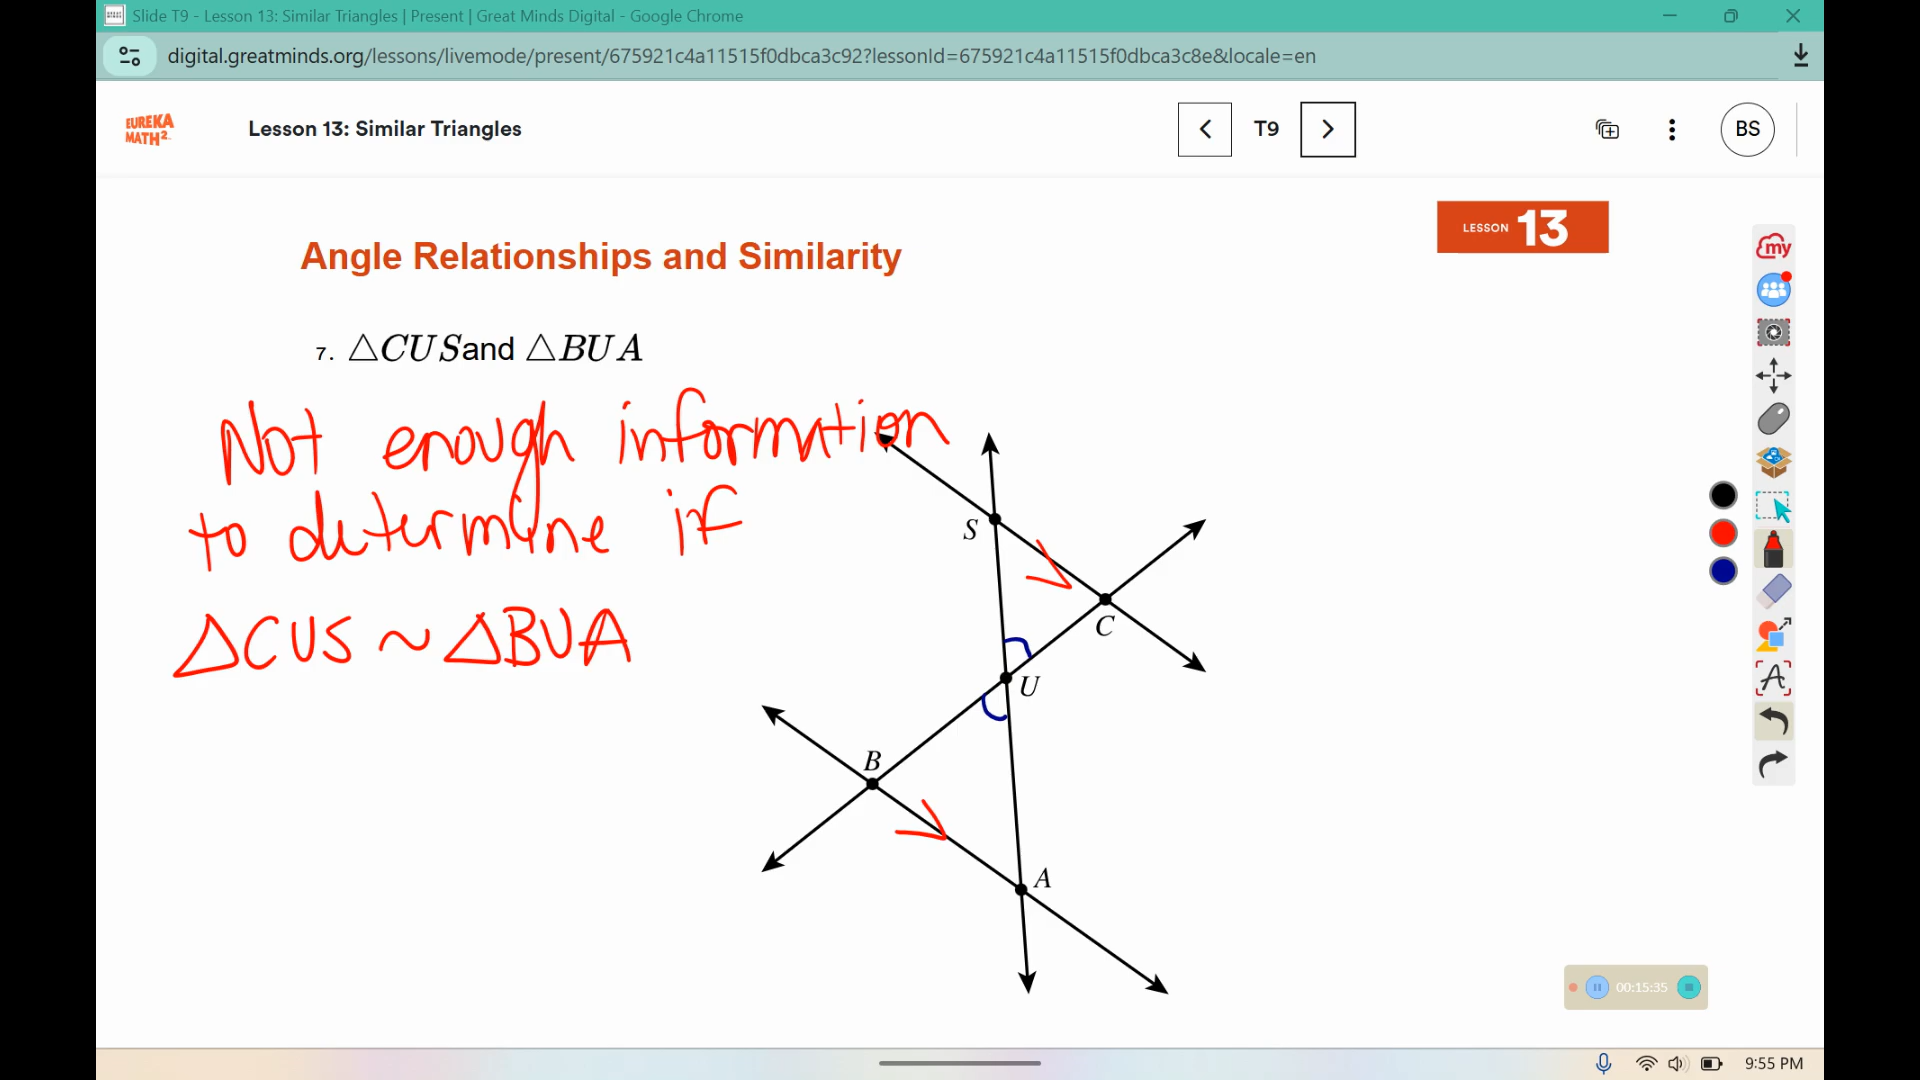 Slide T9 - Lesson 13: Similar Triangles | Present | Great Minds Digital - Google Chrome
digital.greatminds.org/lessons/livemode/present/675921c4a11515f0dbca3c92?lessonId=675921c4a11515f0dbca3c8e&locale=en
EUREKA
MATH²
Lesson 13: Similar Triangles
T9
BS
LESSON 13
Angle Relationships and Similarity
my
7. △CUSand △BUA
Not enough information
to determine if
△CUS ~ △BUA
S
C
U
B
A
A
00:15:35
9:55 PM